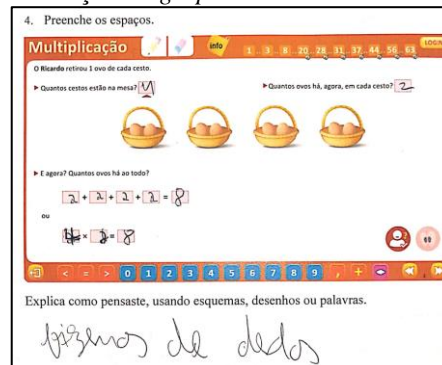 4. Preenche os espaços.
Multiplicação
info
1 3 8 20 28 31 37 44 56 63
LOGIN
O Ricardo retirou 1 ovo de cada cesto.
▶ Quantos cestos estão na mesa? 4
▶ Quantos ovos há, agora, em cada cesto? 2
▶ E agora? Quantos ovos há ao todo?
2 + 2 + 2 + 2 = 8
ou
4 × 2 = 8
< = > 0 1 2 3 4 5 6 7 8 9 , +
Explica como pensaste, usando esquemas, desenhos ou palavras.
fizemos de dedos